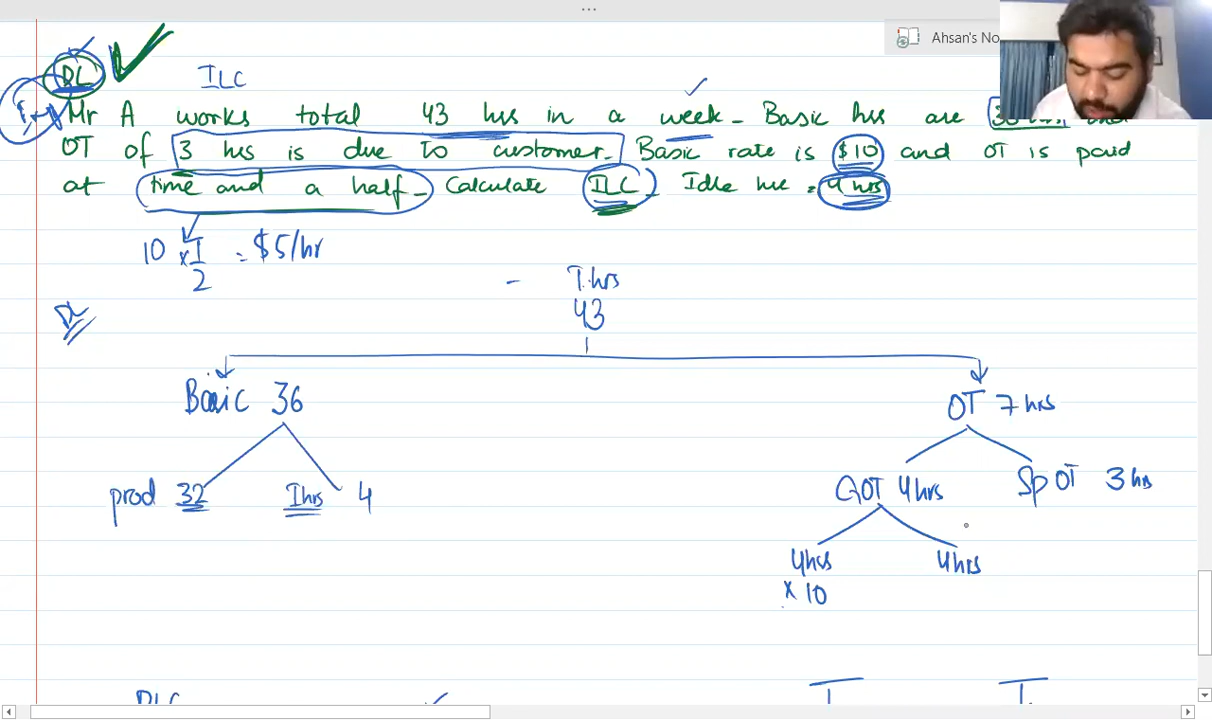 Ahsan's No
DL ILC
Mr A works total 43 hrs in a week - Basic hrs are
OT of 3 hrs is due to customer. Basic rate is $10 and OT is paid
at time and a half - Calculate ILC. Idle hr = 4 hrs
10 x 1/2 = $5/hr
T.hrs
43
DL
Basic 36
OT 7 hrs
prod 32 Ihrs 4
GOT 4hrs Sp OT 3 hrs
4hrs 4hrs
x 10
DLC